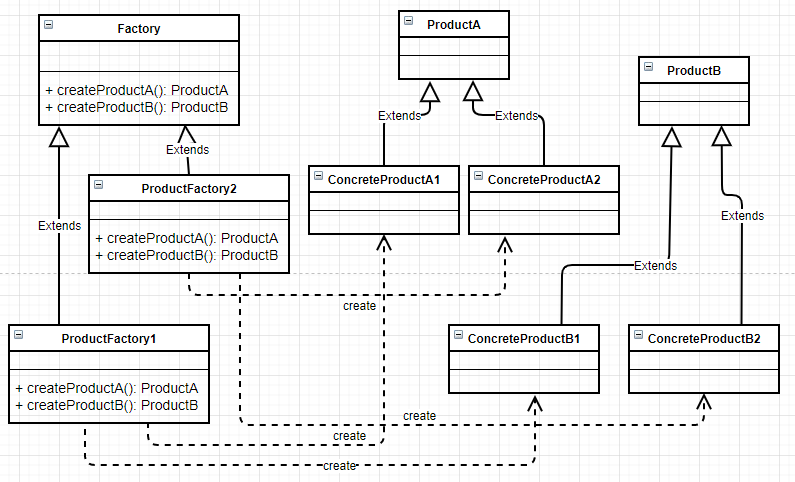 Factory
+ createProductA(): ProductA
+ createProductB(): ProductB
ProductA
ProductB
Extends
Extends
Extends
ProductFactory2
+ createProductA(): ProductA
+ createProductB(): ProductB
ConcreteProductA1
ConcreteProductA2
Extends
Extends
Extends
create
ProductFactory1
+ createProductA(): ProductA
+ createProductB(): ProductB
ConcreteProductB1
ConcreteProductB2
create
create
create